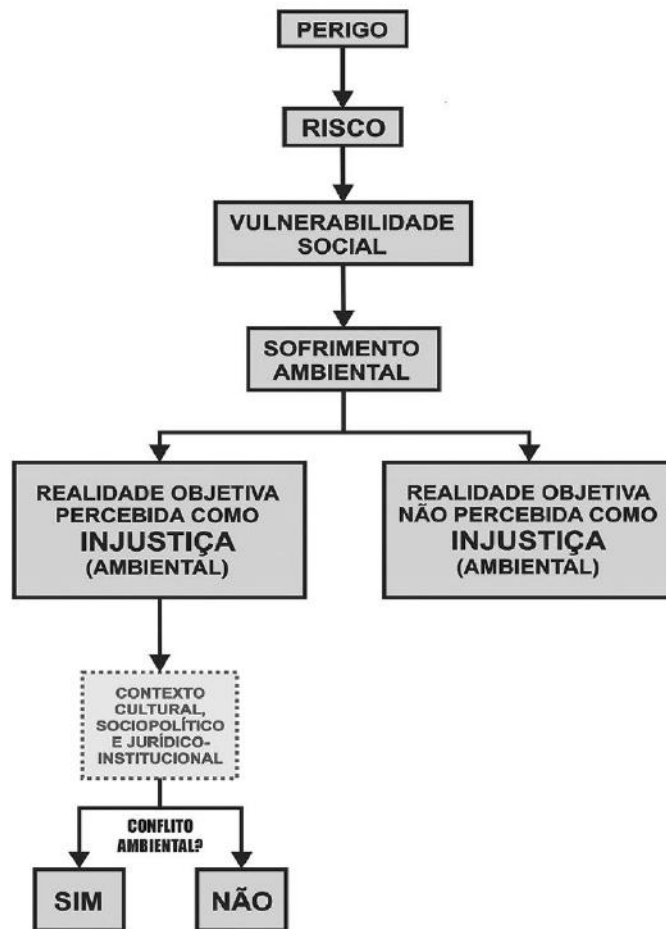 PERIGO
RISCO
VULNERABILIDADE
SOCIAL
SOFRIMENTO
AMBIENTAL
REALIDADE OBJETIVA
PERCEBIDA COMO
INJUSTIÇA
(AMBIENTAL)
REALIDADE OBJETIVA
NÃO PERCEBIDA COMO
INJUSTIÇA
(AMBIENTAL)
CONTEXTO
CULTURAL,
SOCIOPOLÍTICO
E JURÍDICO-
INSTITUCIONAL
CONFLITO
AMBIENTAL?
SIM
NÃO